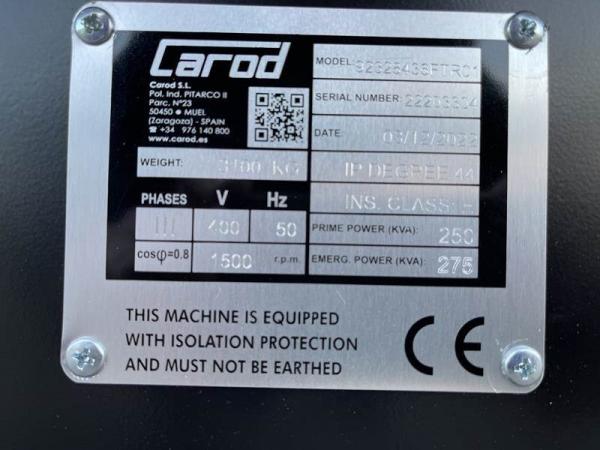 Carod
Carod S.L.
Pol. Ind. PITARCO II
Parc. Nº23
50450 ● MUEL
(Zaragoza) - SPAIN
☎ +34 976 140 800
www.carod.es
WEIGHT: KG
PHASES V Hz
III 400 50
cosφ=0.8 1500 r.p.m.
MODEL:
SERIAL NUMBER:
DATE: 03/12/2022
IP DEGREE 44
INS. CLASS:
PRIME POWER (KVA): 250
EMERG. POWER (KVA): 275
THIS MACHINE IS EQUIPPED
WITH ISOLATION PROTECTION
AND MUST NOT BE EARTHED
CE